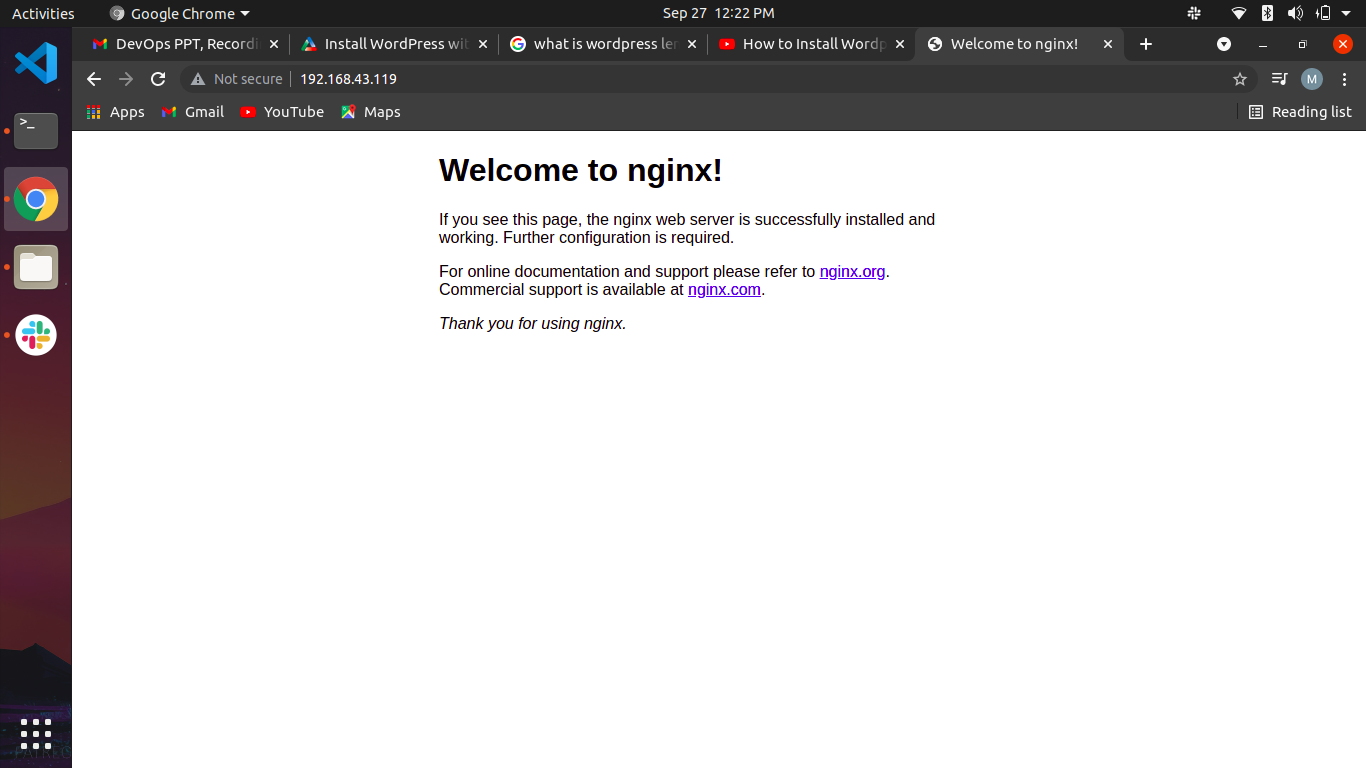 Activities
Google Chrome
Sep 27 12:22 PM
DevOps PPT, Recordi
Install WordPress wit
what is wordpress le
How to Install Wordp
Welcome to nginx!
Not secure
192.168.43.119
M
Apps
Gmail
YouTube
Maps
Reading list
>_
Welcome to nginx!
If you see this page, the nginx web server is successfully installed and
working. Further configuration is required.
For online documentation and support please refer to nginx.org.
Commercial support is available at nginx.com.
Thank you for using nginx.